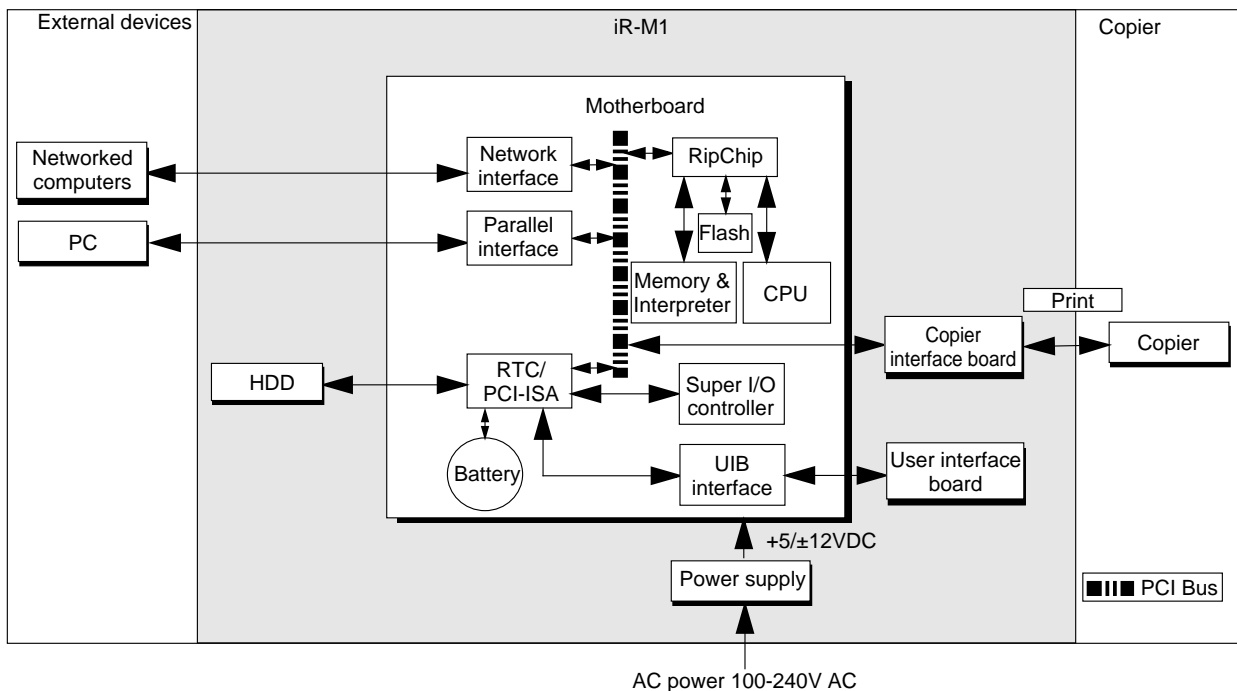 External devices
iR-M1
Copier
Motherboard
Networked
computers
Network
interface
RipChip
PC
Parallel
interface
Flash
Memory &
Interpreter
CPU
Print
Copier
interface board
Copier
HDD
RTC/
PCI-ISA
Super I/O
controller
Battery
UIB
interface
User interface
board
+5/±12VDC
Power supply
PCI Bus
AC power 100-240V AC